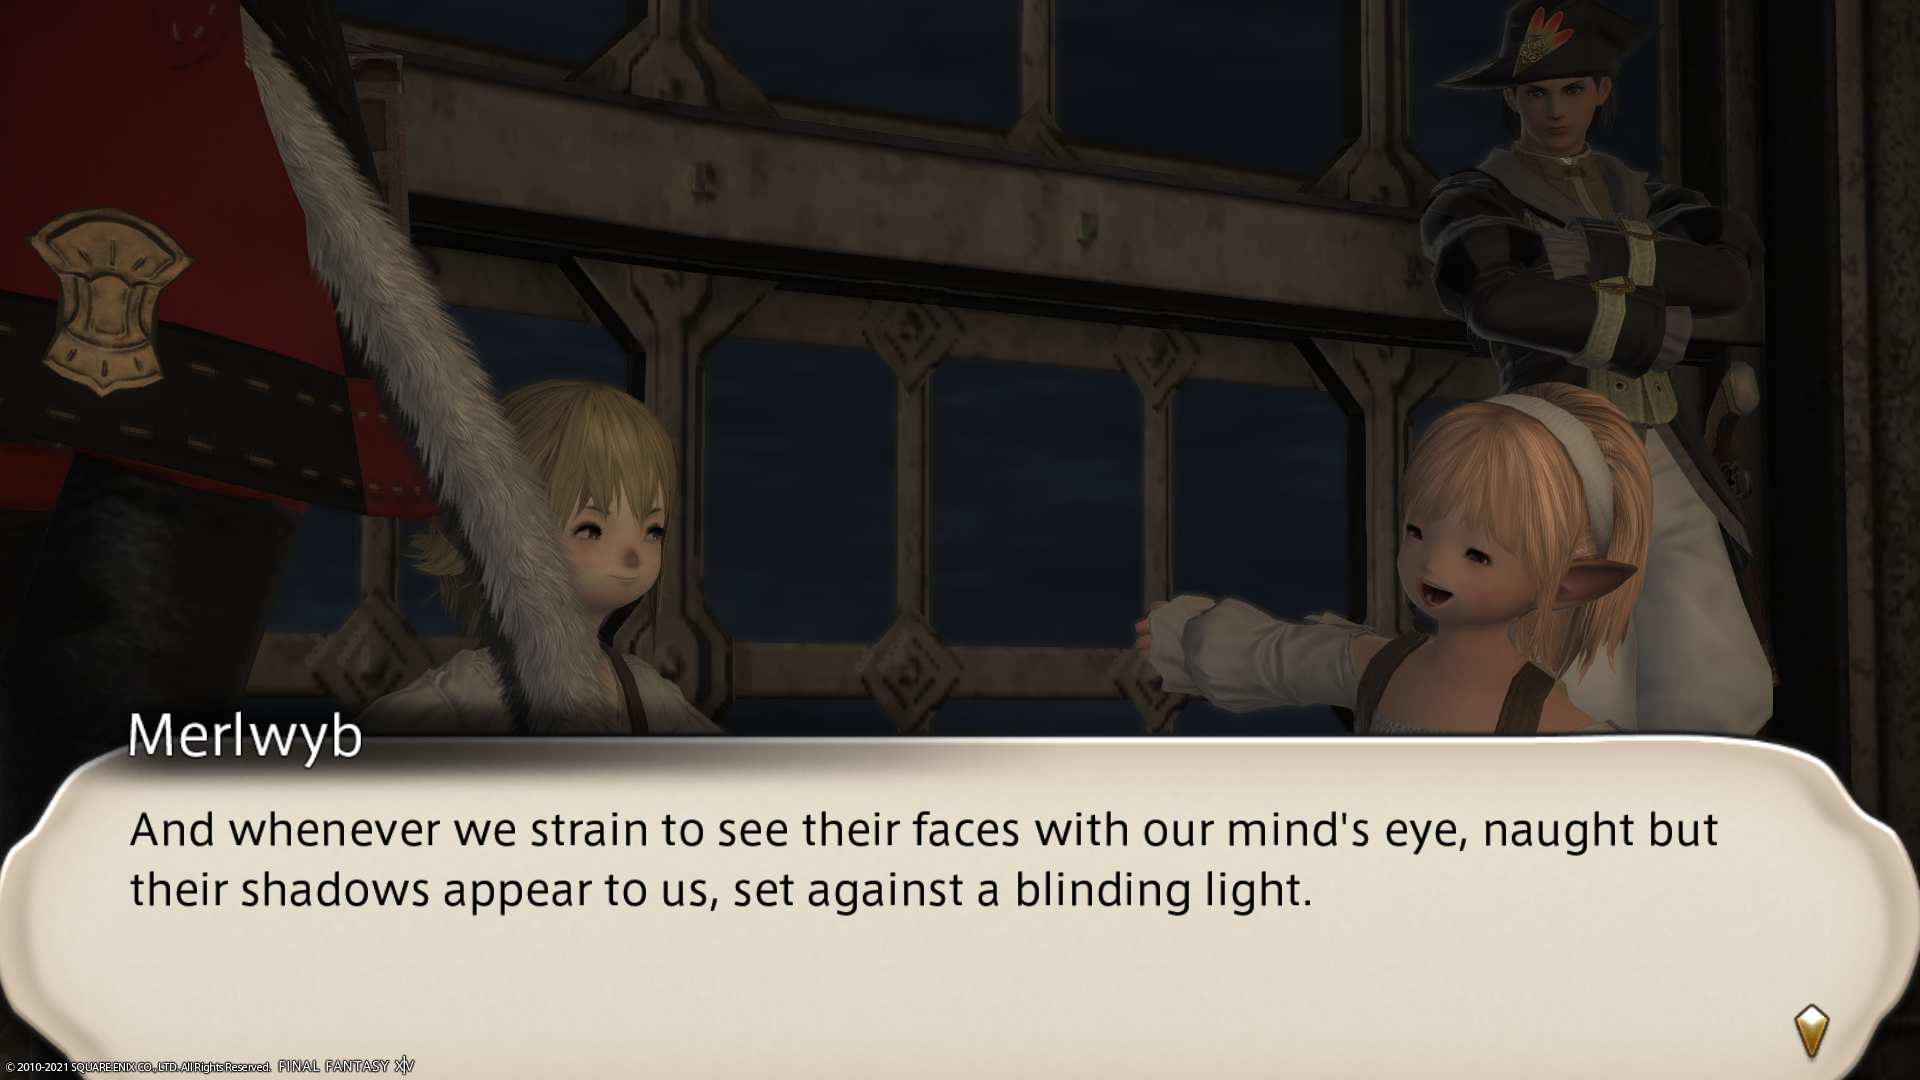 Merlwyb
And whenever we strain to see their faces with our mind's eye, naught but
their shadows appear to us, set against a blinding light.
© 2010-2021 SQUARE ENIX CO., LTD. All Rights Reserved. FINAL FANTASY XIV